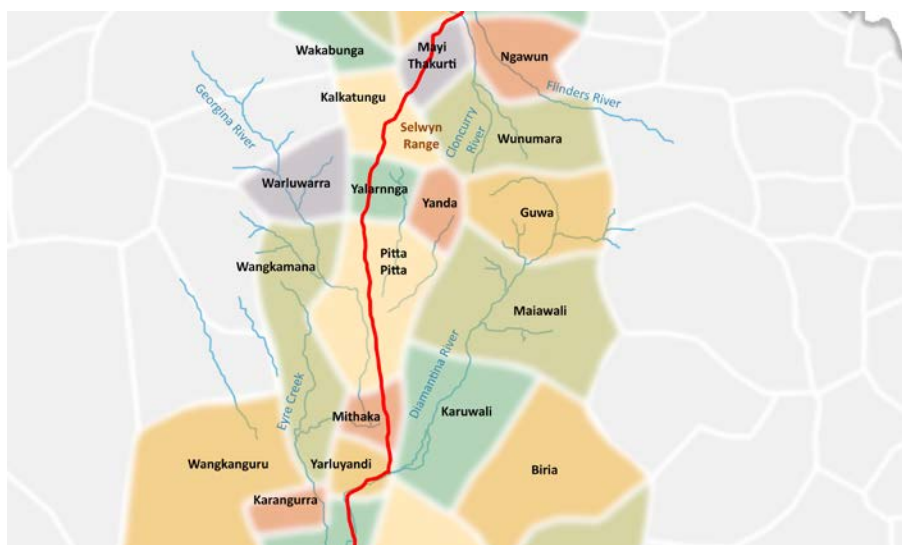 Wakabunga
Mayi
Thakurti
Ngawun
Georgina River
Kalkatungu
Flinders River
Selwyn
Range
Cloncurry
River
Wunumara
Warluwarra
Yalarnnga
Yanda
Guwa
Wangkamana
Pitta
Pitta
Maiawali
Diamantina River
Eyre Creek
Mithaka
Karuwali
Wangkanguru
Yarluyandi
Biria
Karangurra